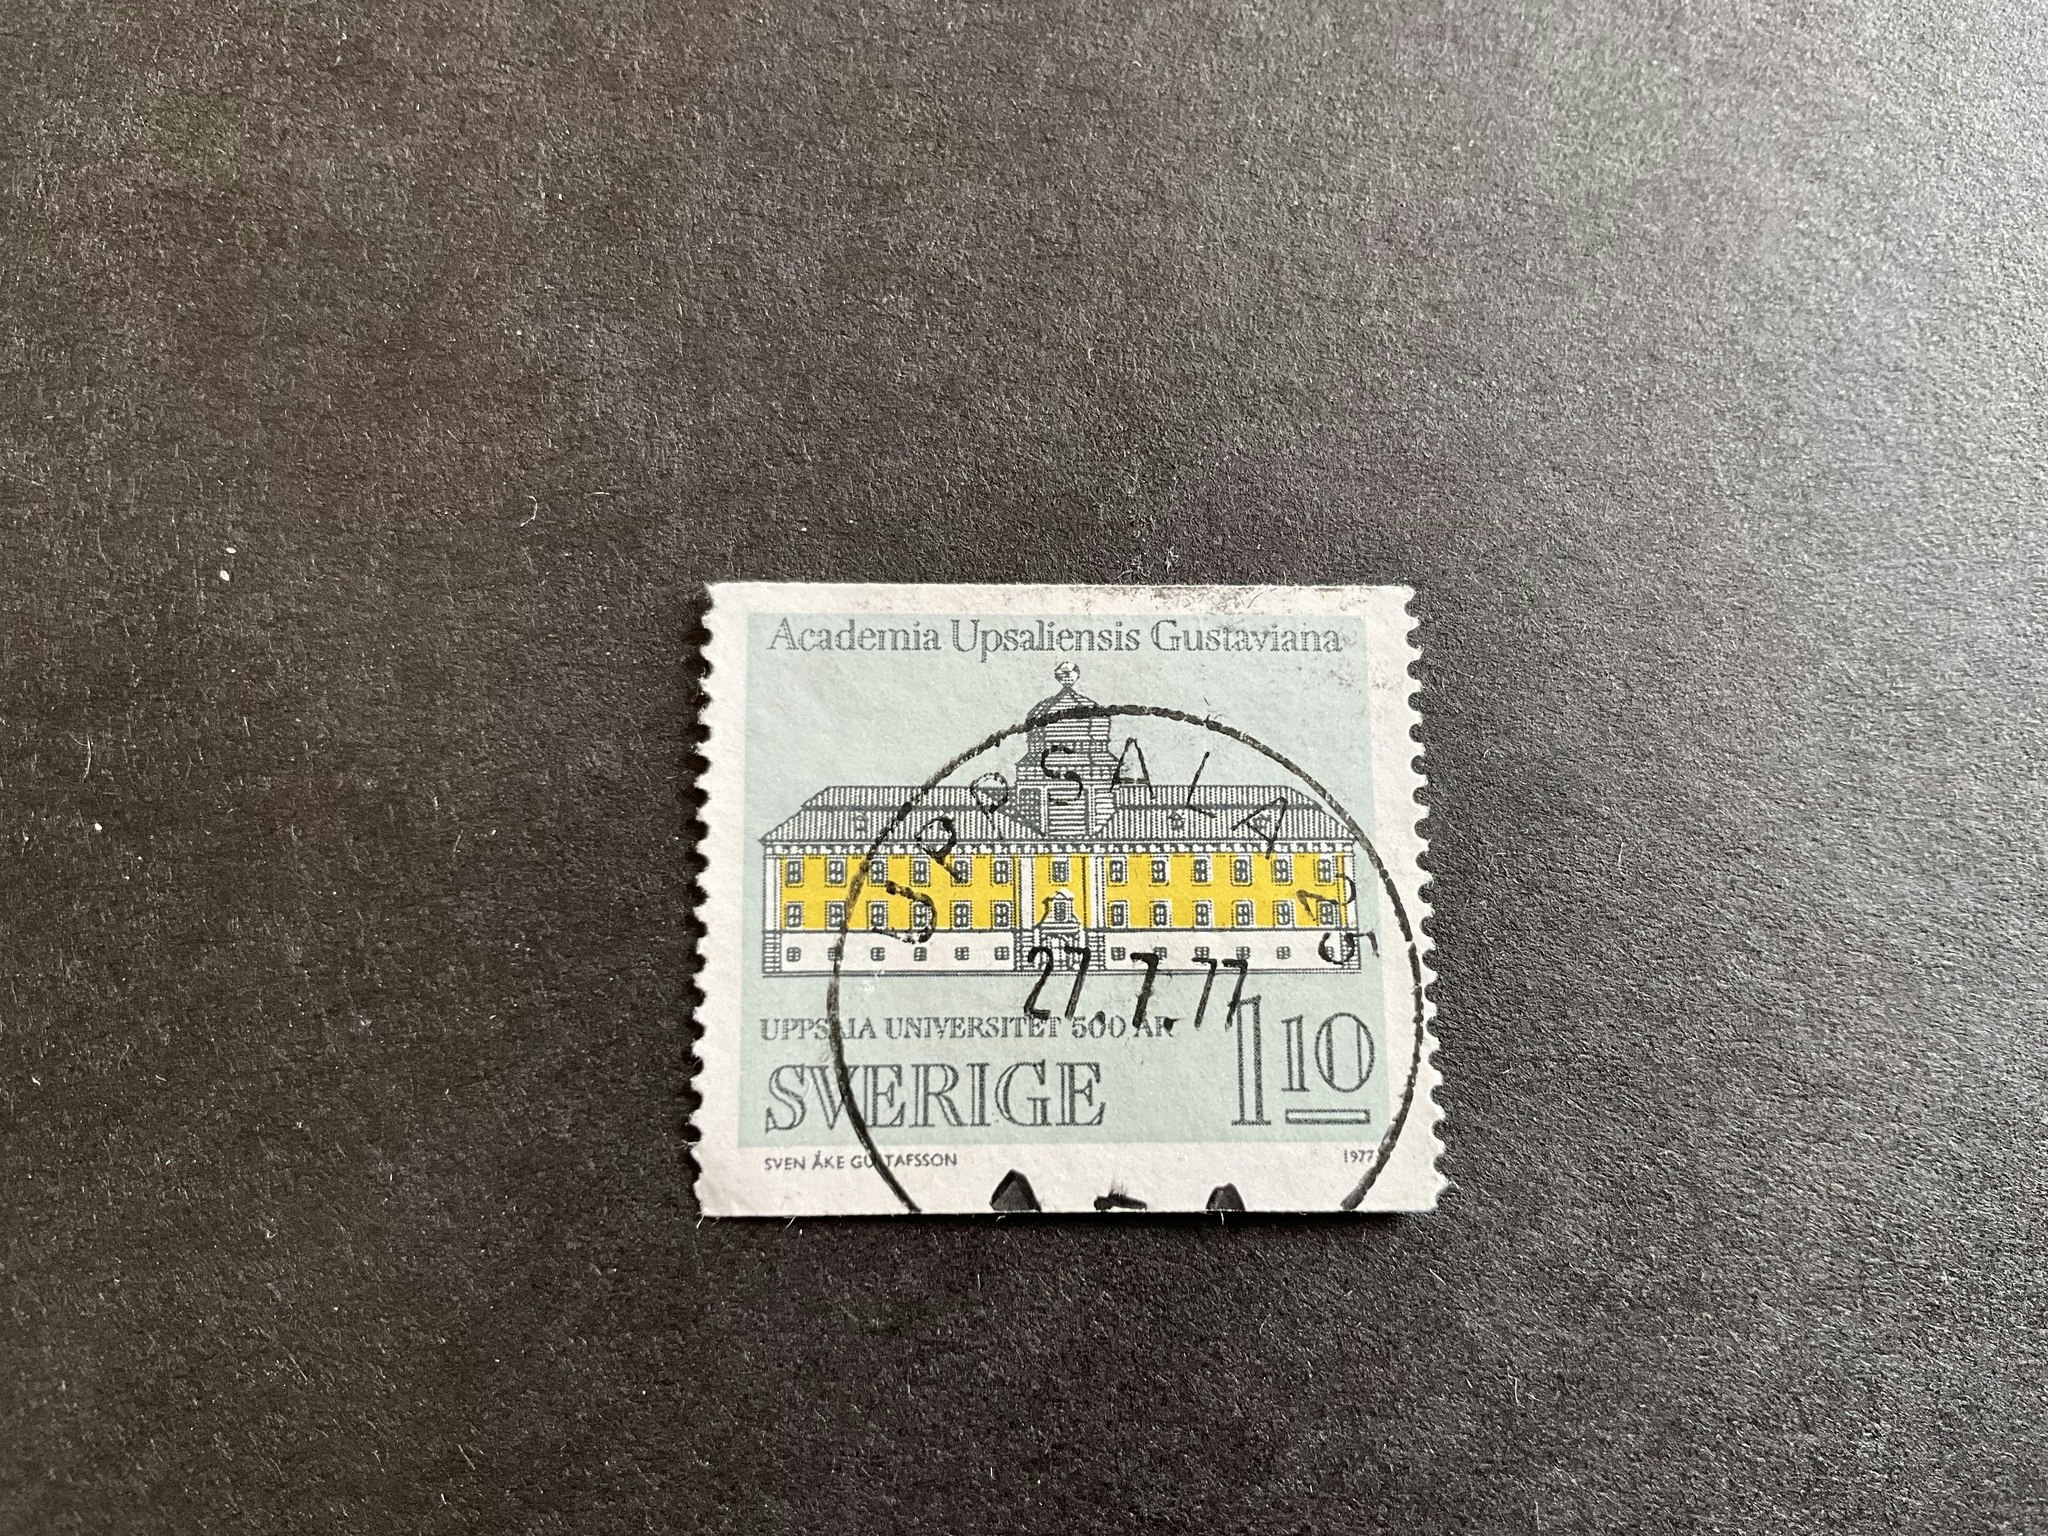 Academia Upsaliensis Gustaviana
UPPSALA
27.7.77
UPPSALA UNIVERSITET 500 ÅR
SVERIGE 1 10
SVEN ÅKE GUSTAFSSON 1977